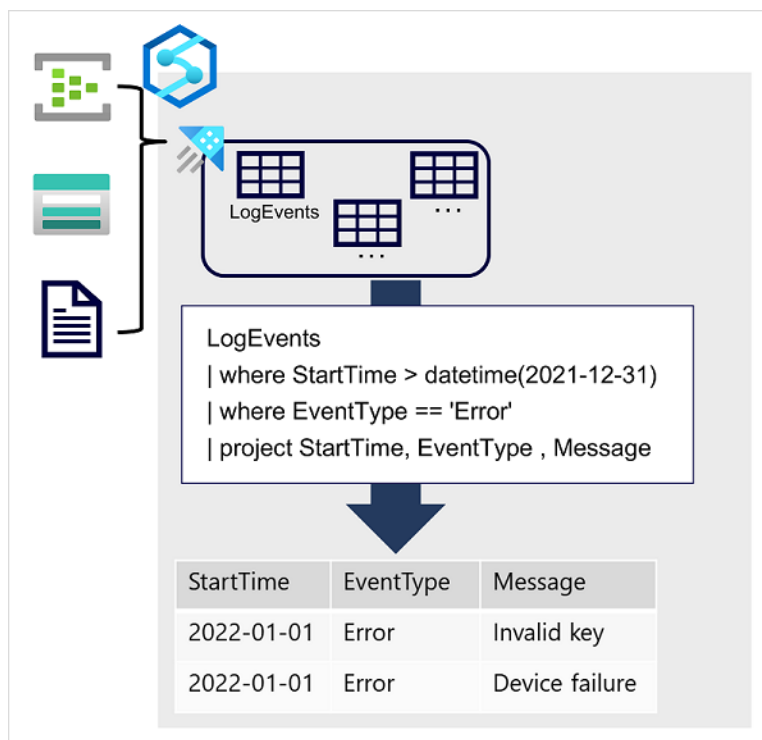 LogEvents
...
...
LogEvents
| where StartTime > datetime(2021-12-31)
| where EventType == 'Error'
| project StartTime, EventType , Message
StartTime EventType Message
2022-01-01 Error Invalid key
2022-01-01 Error Device failure